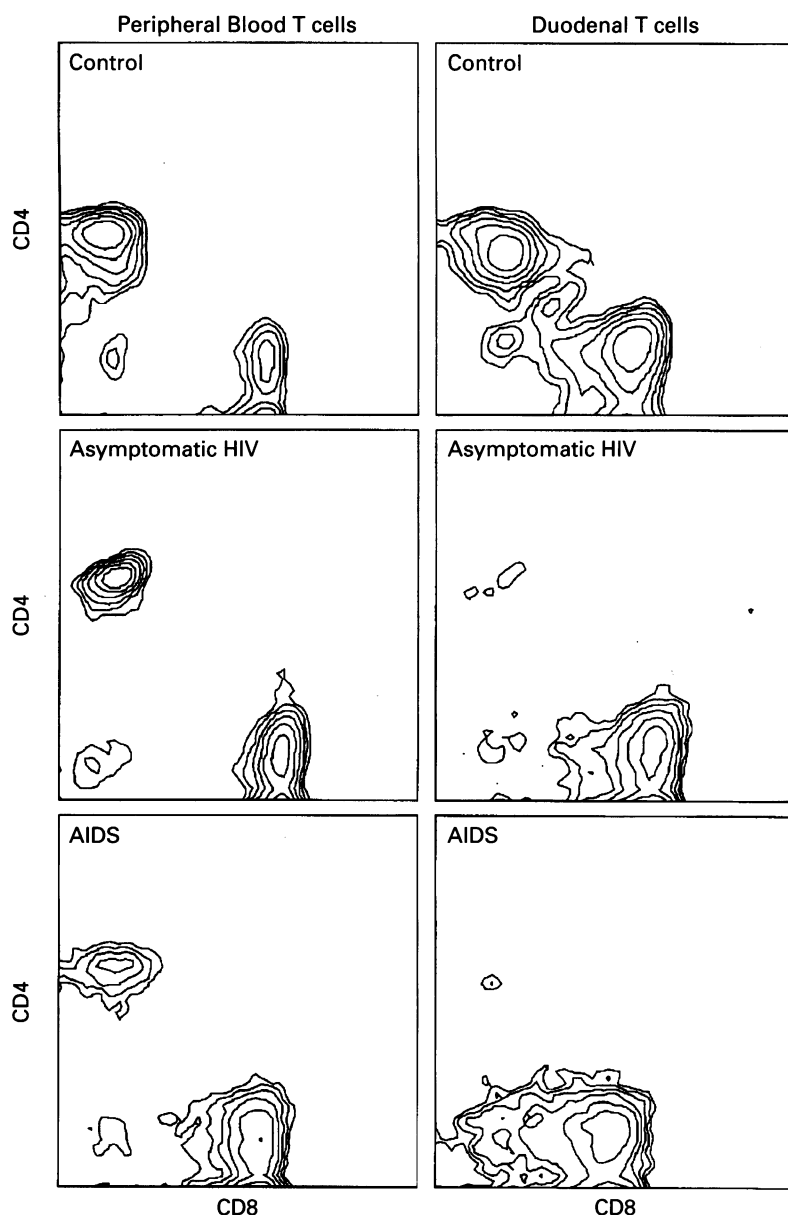 Peripheral Blood T cells
Duodenal T cells
Control
Control
CD4
Asymptomatic HIV
Asymptomatic HIV
CD4
AIDS
AIDS
CD4
CD8
CD8